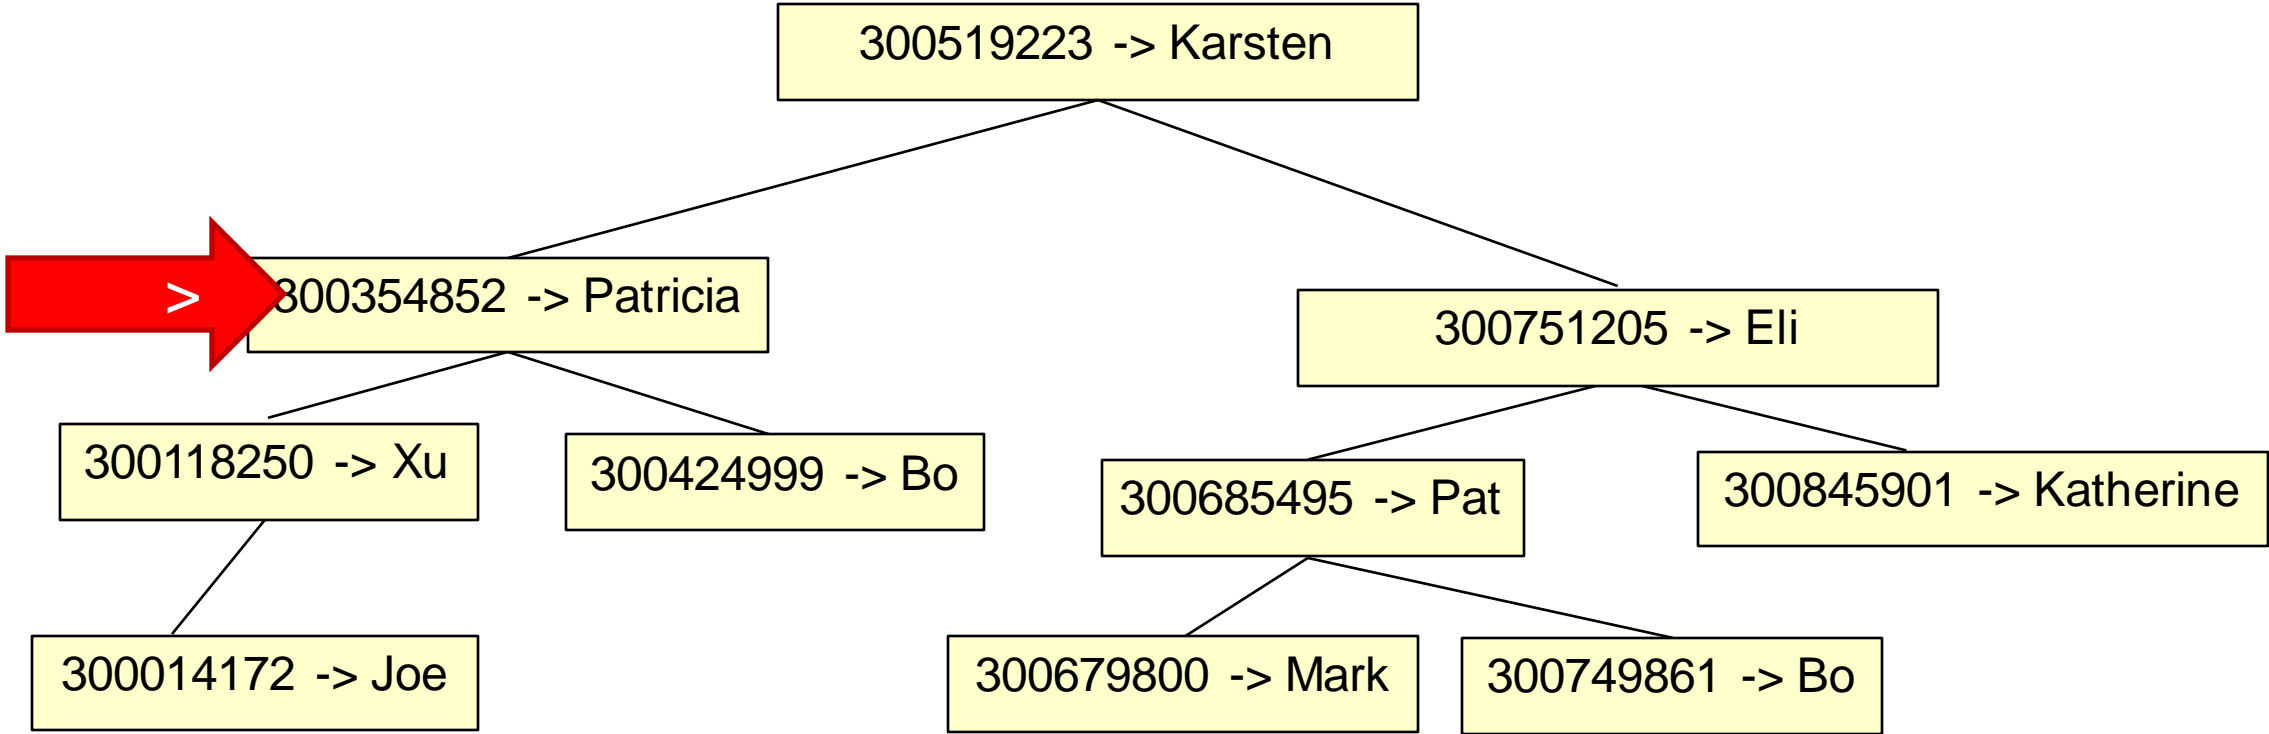 300519223 -> Karsten
>
300354852 -> Patricia
300751205 -> Eli
300118250 -> Xu
300424999 -> Bo
300685495 -> Pat
300845901 -> Katherine
300014172 -> Joe
300679800 -> Mark
300749861 -> Bo